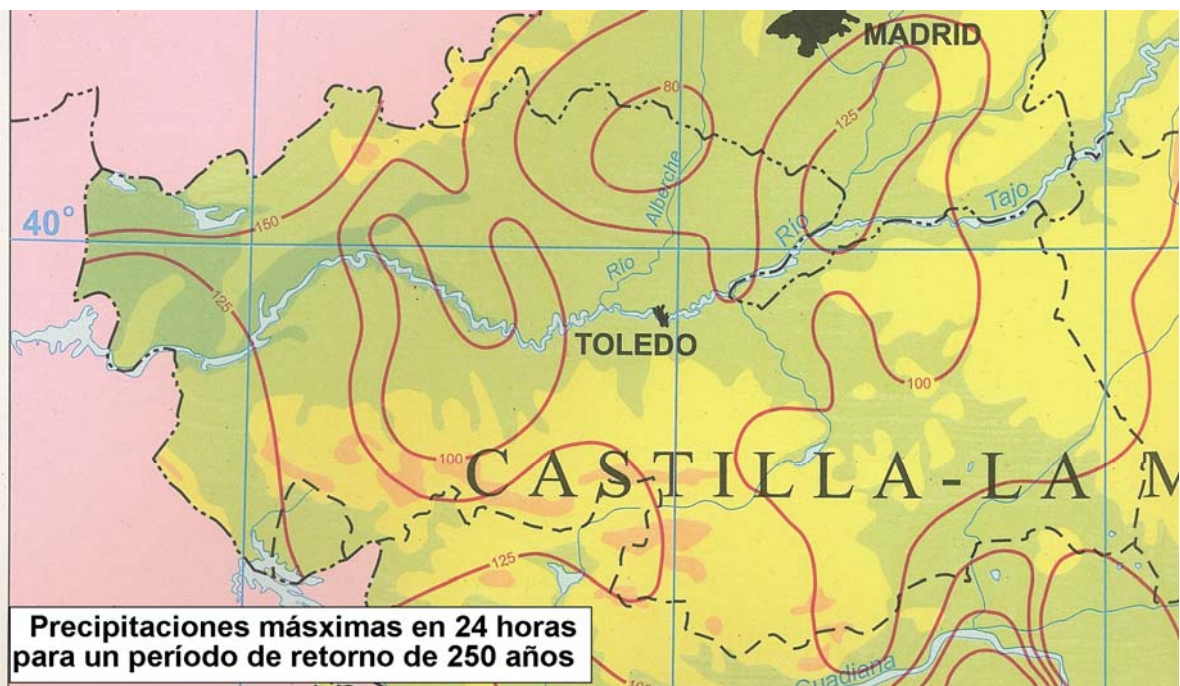 MADRID
80
125
Alberche
Río
Tajo
150
40°
Río
125
TOLEDO
100
100
CASTILLA-LA M
125
Guadiana
100
Precipitaciones másximas en 24 horas
para un período de retorno de 250 años